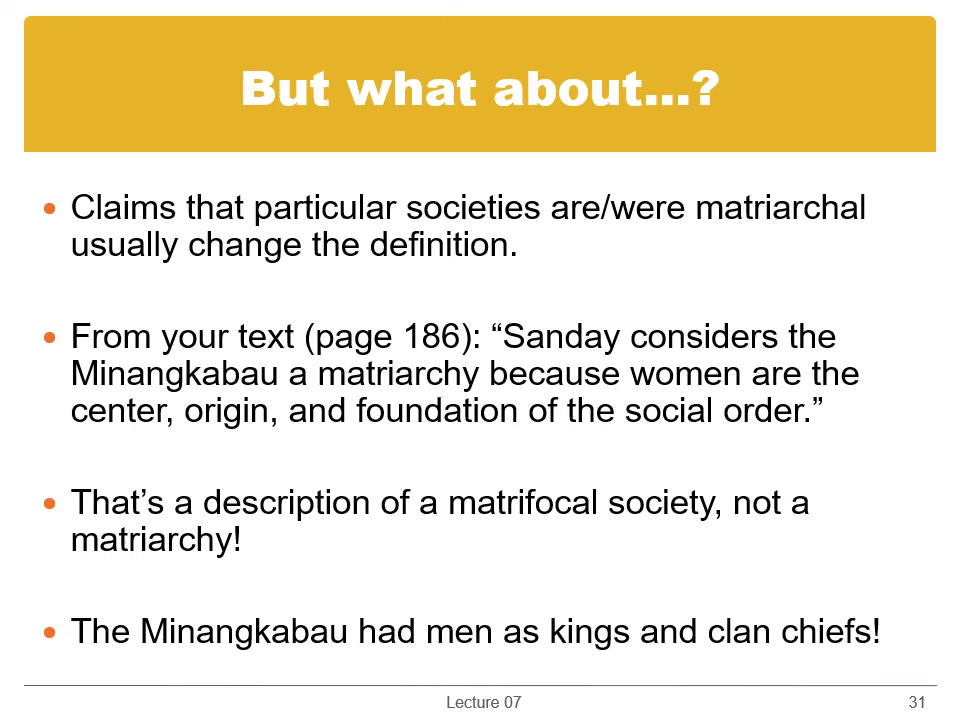 But what about...?
• Claims that particular societies are/were matriarchal
usually change the definition.
• From your text (page 186): “Sanday considers the
Minangkabau a matriarchy because women are the
center, origin, and foundation of the social order.”
• That’s a description of a matrifocal society, not a
matriarchy!
• The Minangkabau had men as kings and clan chiefs!
Lecture 07
31